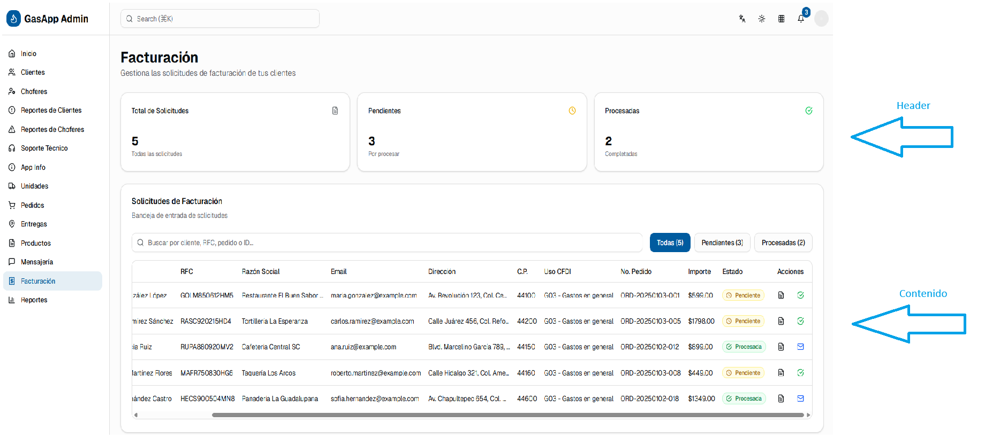 GasApp Admin
Search (⌘K)
3
Inicio
Clientes
Choferes
Reportes de Clientes
Reportes de Choferes
Soporte Técnico
App Info
Unidades
Pedidos
Entregas
Productos
Mensajería
Facturación
Reportes
Facturación
Gestiona las solicitudes de facturación de tus clientes
Total de Solicitudes
5
Todas las solicitudes
Pendientes
3
Por procesar
Procesadas
2
Completadas
Header
Solicitudes de Facturación
Bandeja de entrada de solicitudes
Buscar por cliente, RFC, pedido o ID...
Todas (5) Pendientes (3) Procesadas (2)
RFC Razón Social Email Dirección C.P. Uso CFDI No. Pedido Importe Estado Acciones
zález López GOLM850612HM5 Restaurante El Buen Sabor ... maria.gonzalez@example.com Av. Revolución 123, Col. Ce... 44100 G03 - Gastos en general ORD-20250103-001 $599.00 Pendiente
mírez Sánchez RASC920215HD4 Tortillería La Esperanza carlos.ramirez@example.com Calle Juárez 456, Col. Refo... 44200 G03 - Gastos en general ORD-20250103-005 $1798.00 Pendiente
cia Ruiz RUPA880920MV2 Cafetería Central SC ana.ruiz@example.com Blvd. Marcelino García 789, ... 44150 G03 - Gastos en general ORD-20250102-012 $899.00 Procesada
Martínez Flores MAFR750830HG6 Taquería Los Arcos roberto.martinez@example.com Calle Hidalgo 321, Col. Ame... 44160 G03 - Gastos en general ORD-20250103-008 $449.00 Pendiente
nández Castro HECS900504MN8 Panadería La Guadalupana sofia.hernandez@example.com Av. Chapultepec 654, Col. ... 44600 G03 - Gastos en general ORD-20250102-018 $1349.00 Procesada
Contenido